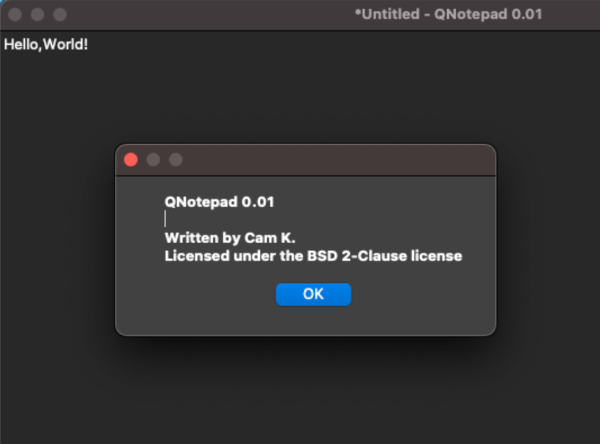 *Untitled - QNotepad 0.01
Hello,World!
QNotepad 0.01
Written by Cam K.
Licensed under the BSD 2-Clause license
OK